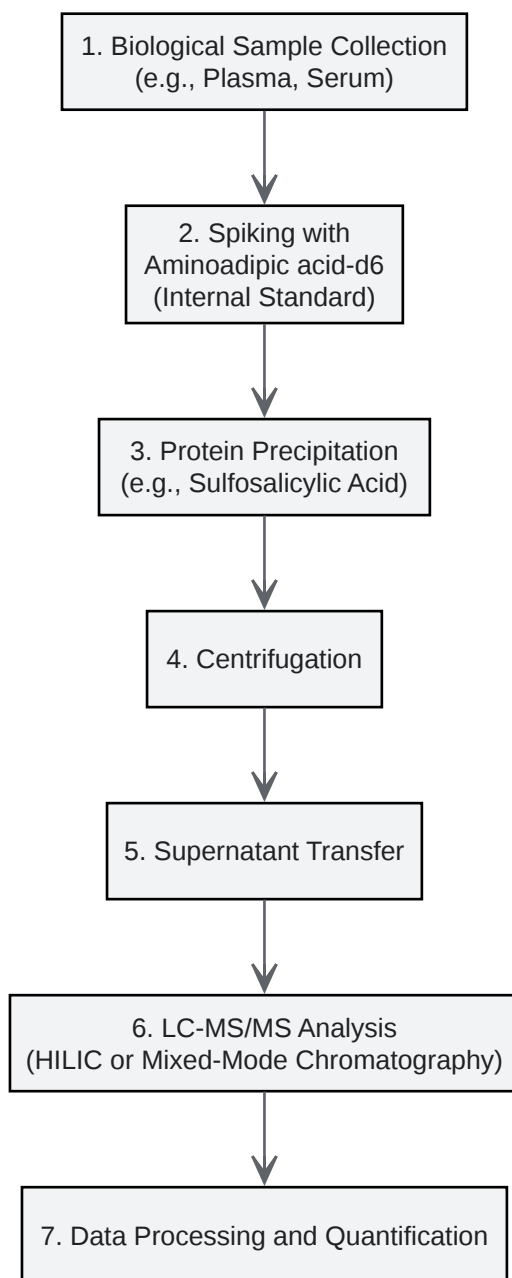 1. Biological Sample Collection
(e.g., Plasma, Serum)
2. Spiking with
Aminoadipic acid-d6
(Internal Standard)
3. Protein Precipitation
(e.g., Sulfosalicylic Acid)
4. Centrifugation
5. Supernatant Transfer
6. LC-MS/MS Analysis
(HILIC or Mixed-Mode Chromatography)
7. Data Processing and Quantification